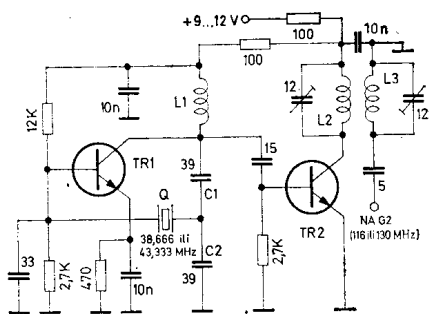 +9...12 V
100
10n
100
10n
L1
12
L2
L3
12
12K
TR1
39
C1
15
5
Q
38,666 ili
43,333 MHz
C2
39
TR2
NA G2
(116 ili 130 MHz)
33
2,7K
470
10n
2,7K